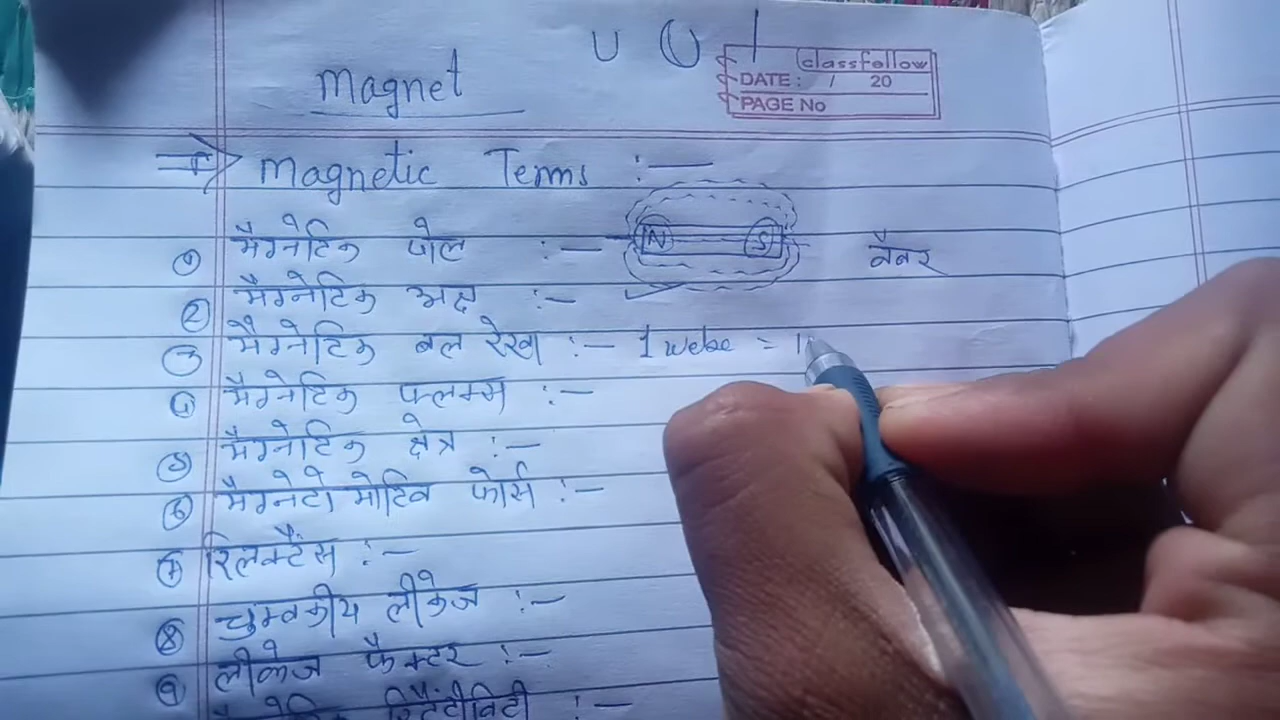 U U |
Magnet
classfollow
DATE: / 20
PAGE No
⇒ Magnetic Terms :—
① मैग्नेटिक पोल :— N S वैबर
② मैग्नेटिक अक्ष :—
③ मैग्नेटिक बल रेखा :— 1 webe = 1
④ मैग्नेटिक फ्लक्स :—
⑤ मैग्नेटिक क्षेत्र :—
⑥ मैग्नेटो मोटिव फोर्स :—
⑦ रिलक्टैंस :—
⑧ चुम्बकीय लीकेज :—
⑨ लीकेज फैक्टर :—
रिटैंटीविटी :—